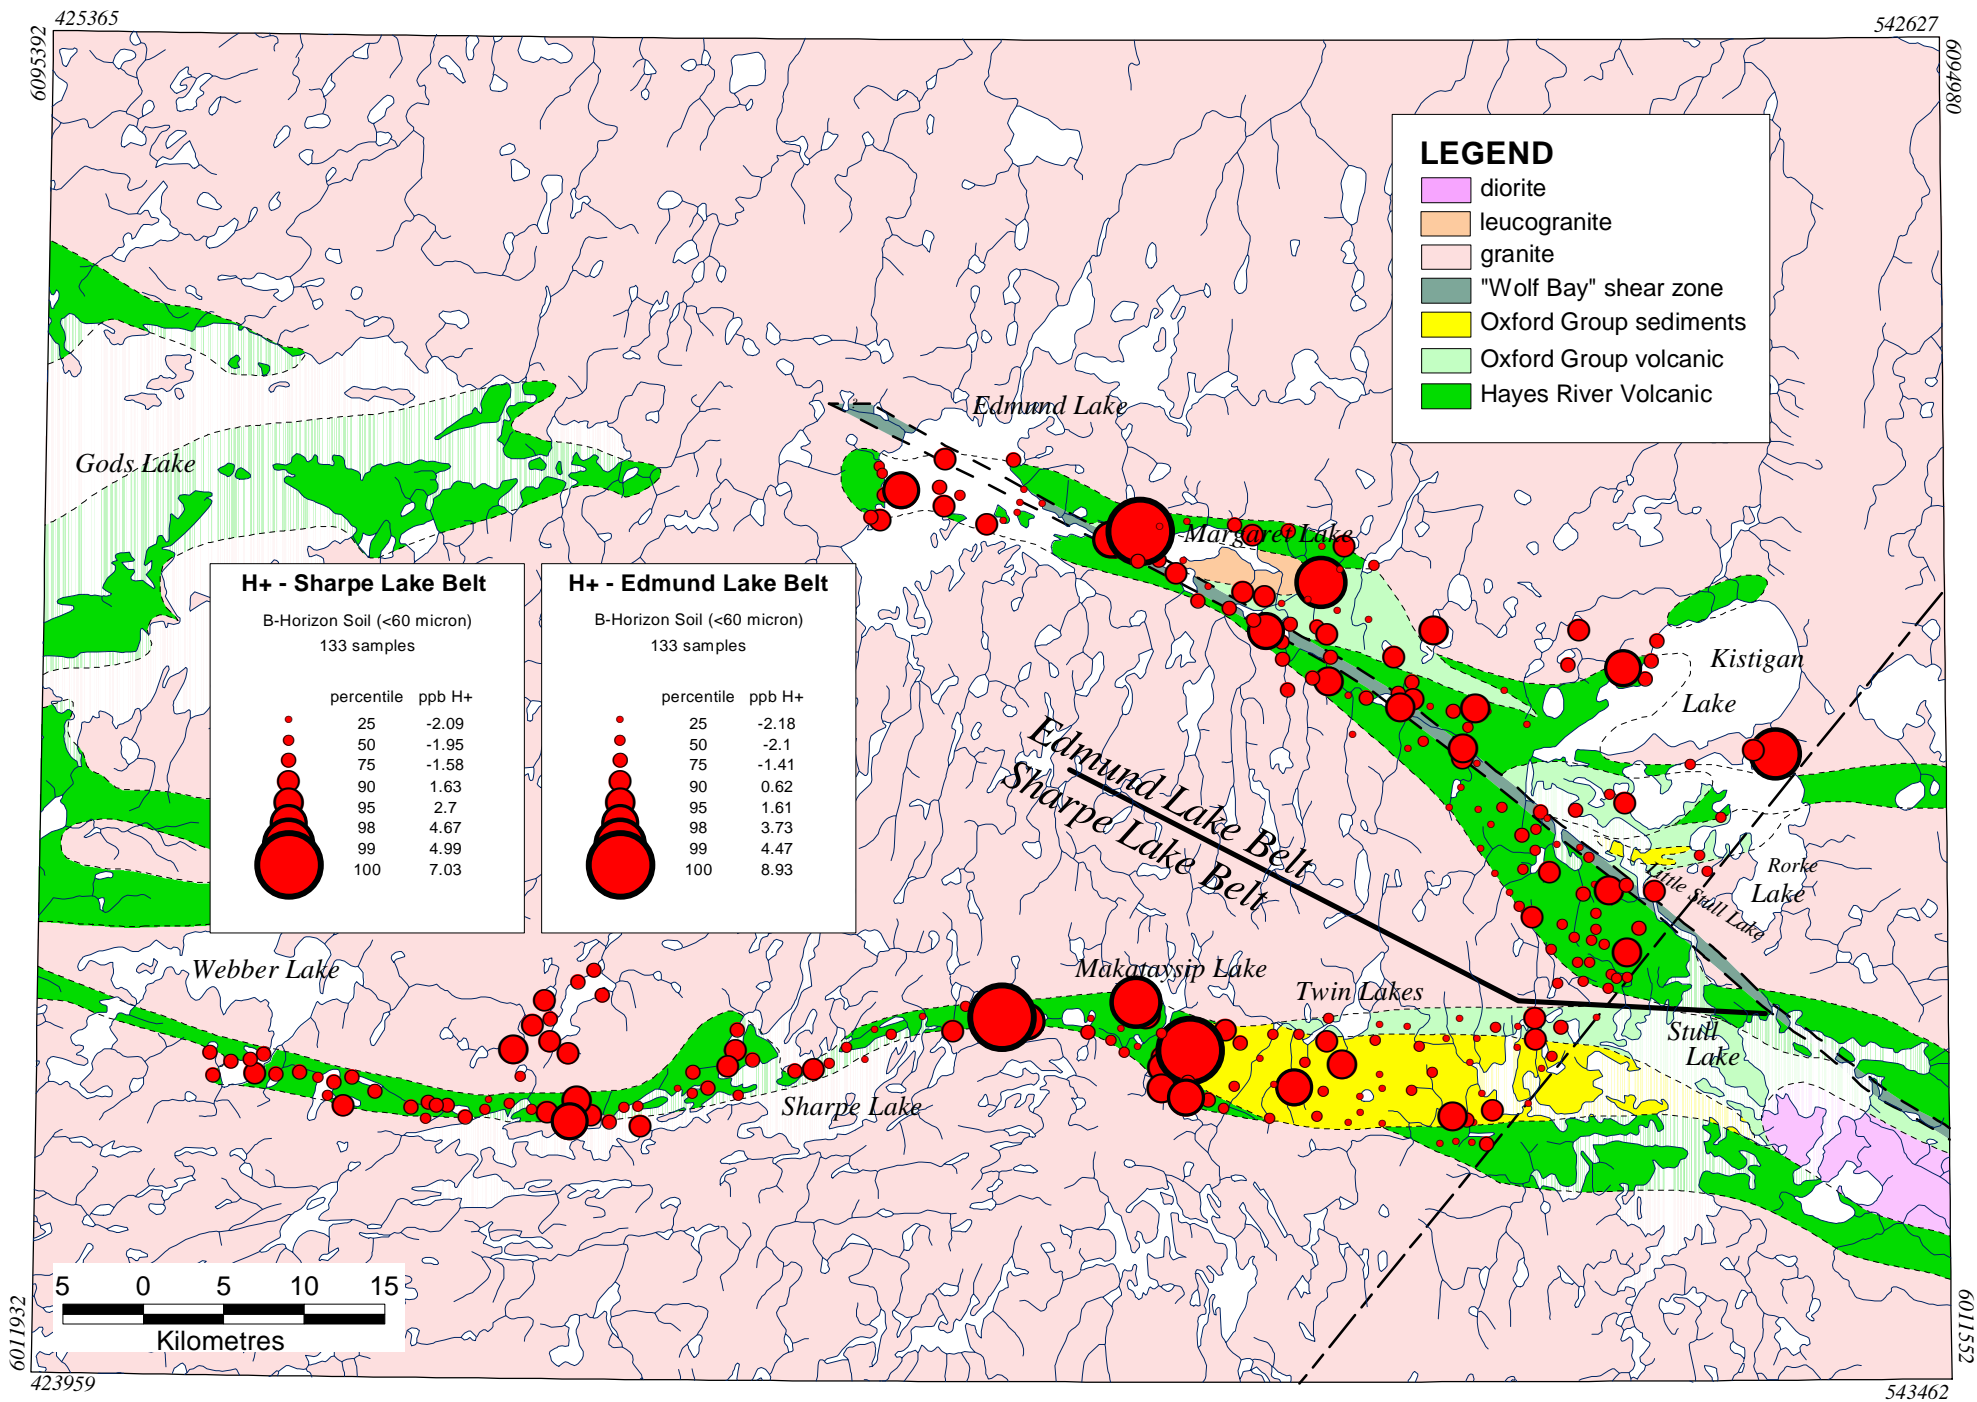 425365
542627
6095392
6094980
LEGEND
diorite
leucogranite
granite
"Wolf Bay" shear zone
Oxford Group sediments
Oxford Group volcanic
Hayes River Volcanic
Edmund Lake
Gods Lake
Margaret Lake
H+ - Sharpe Lake Belt
B-Horizon Soil (<60 micron)
133 samples
percentile ppb H+
25 -2.09
50 -1.95
75 -1.58
90 1.63
95 2.7
98 4.67
99 4.99
100 7.03
H+ - Edmund Lake Belt
B-Horizon Soil (<60 micron)
133 samples
percentile ppb H+
25 -2.18
50 -2.1
75 -1.41
90 0.62
95 1.61
98 3.73
99 4.47
100 8.93
Kistigan
Lake
Edmund Lake Belt
Sharpe Lake Belt
Rorke
Lake
Little Stull Lake
Webber Lake
Makataysip Lake
Twin Lakes
Stull
Lake
Sharpe Lake
5 0 5 10 15
Kilometres
6011932
6011552
423959
543462